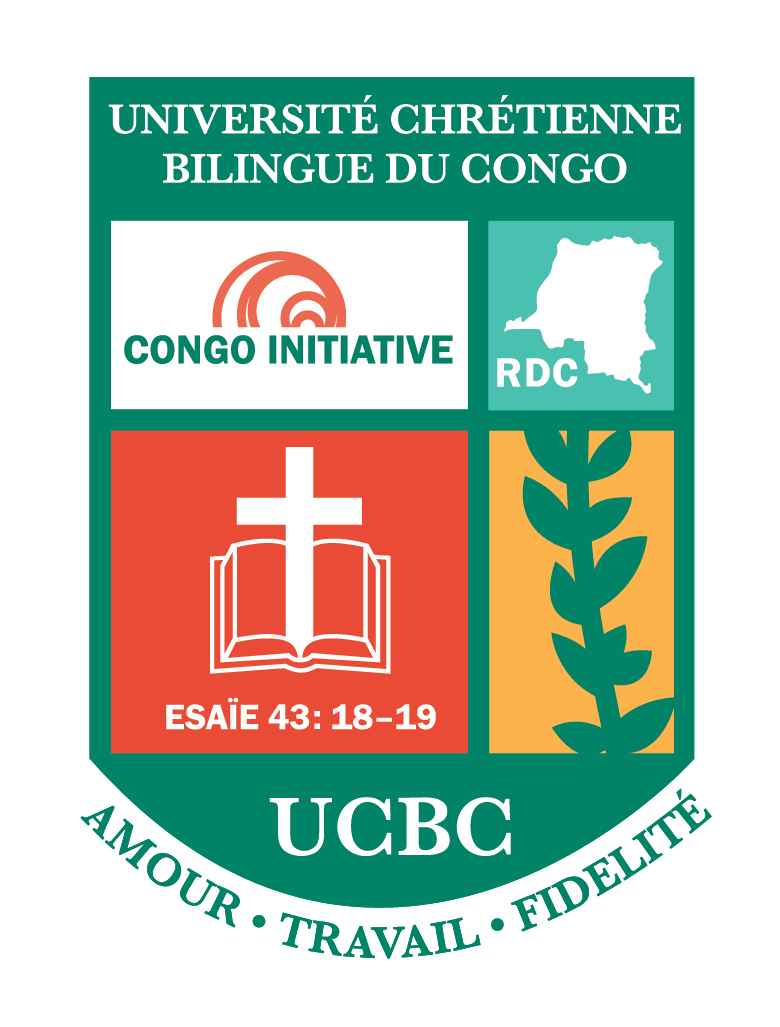 UNIVERSITÉ CHRÉTIENNE
BILINGUE DU CONGO
CONGO INITIATIVE
RDC
ESAÏE 43: 18–19
UCBC
AMOUR • TRAVAIL • FIDELITÉ